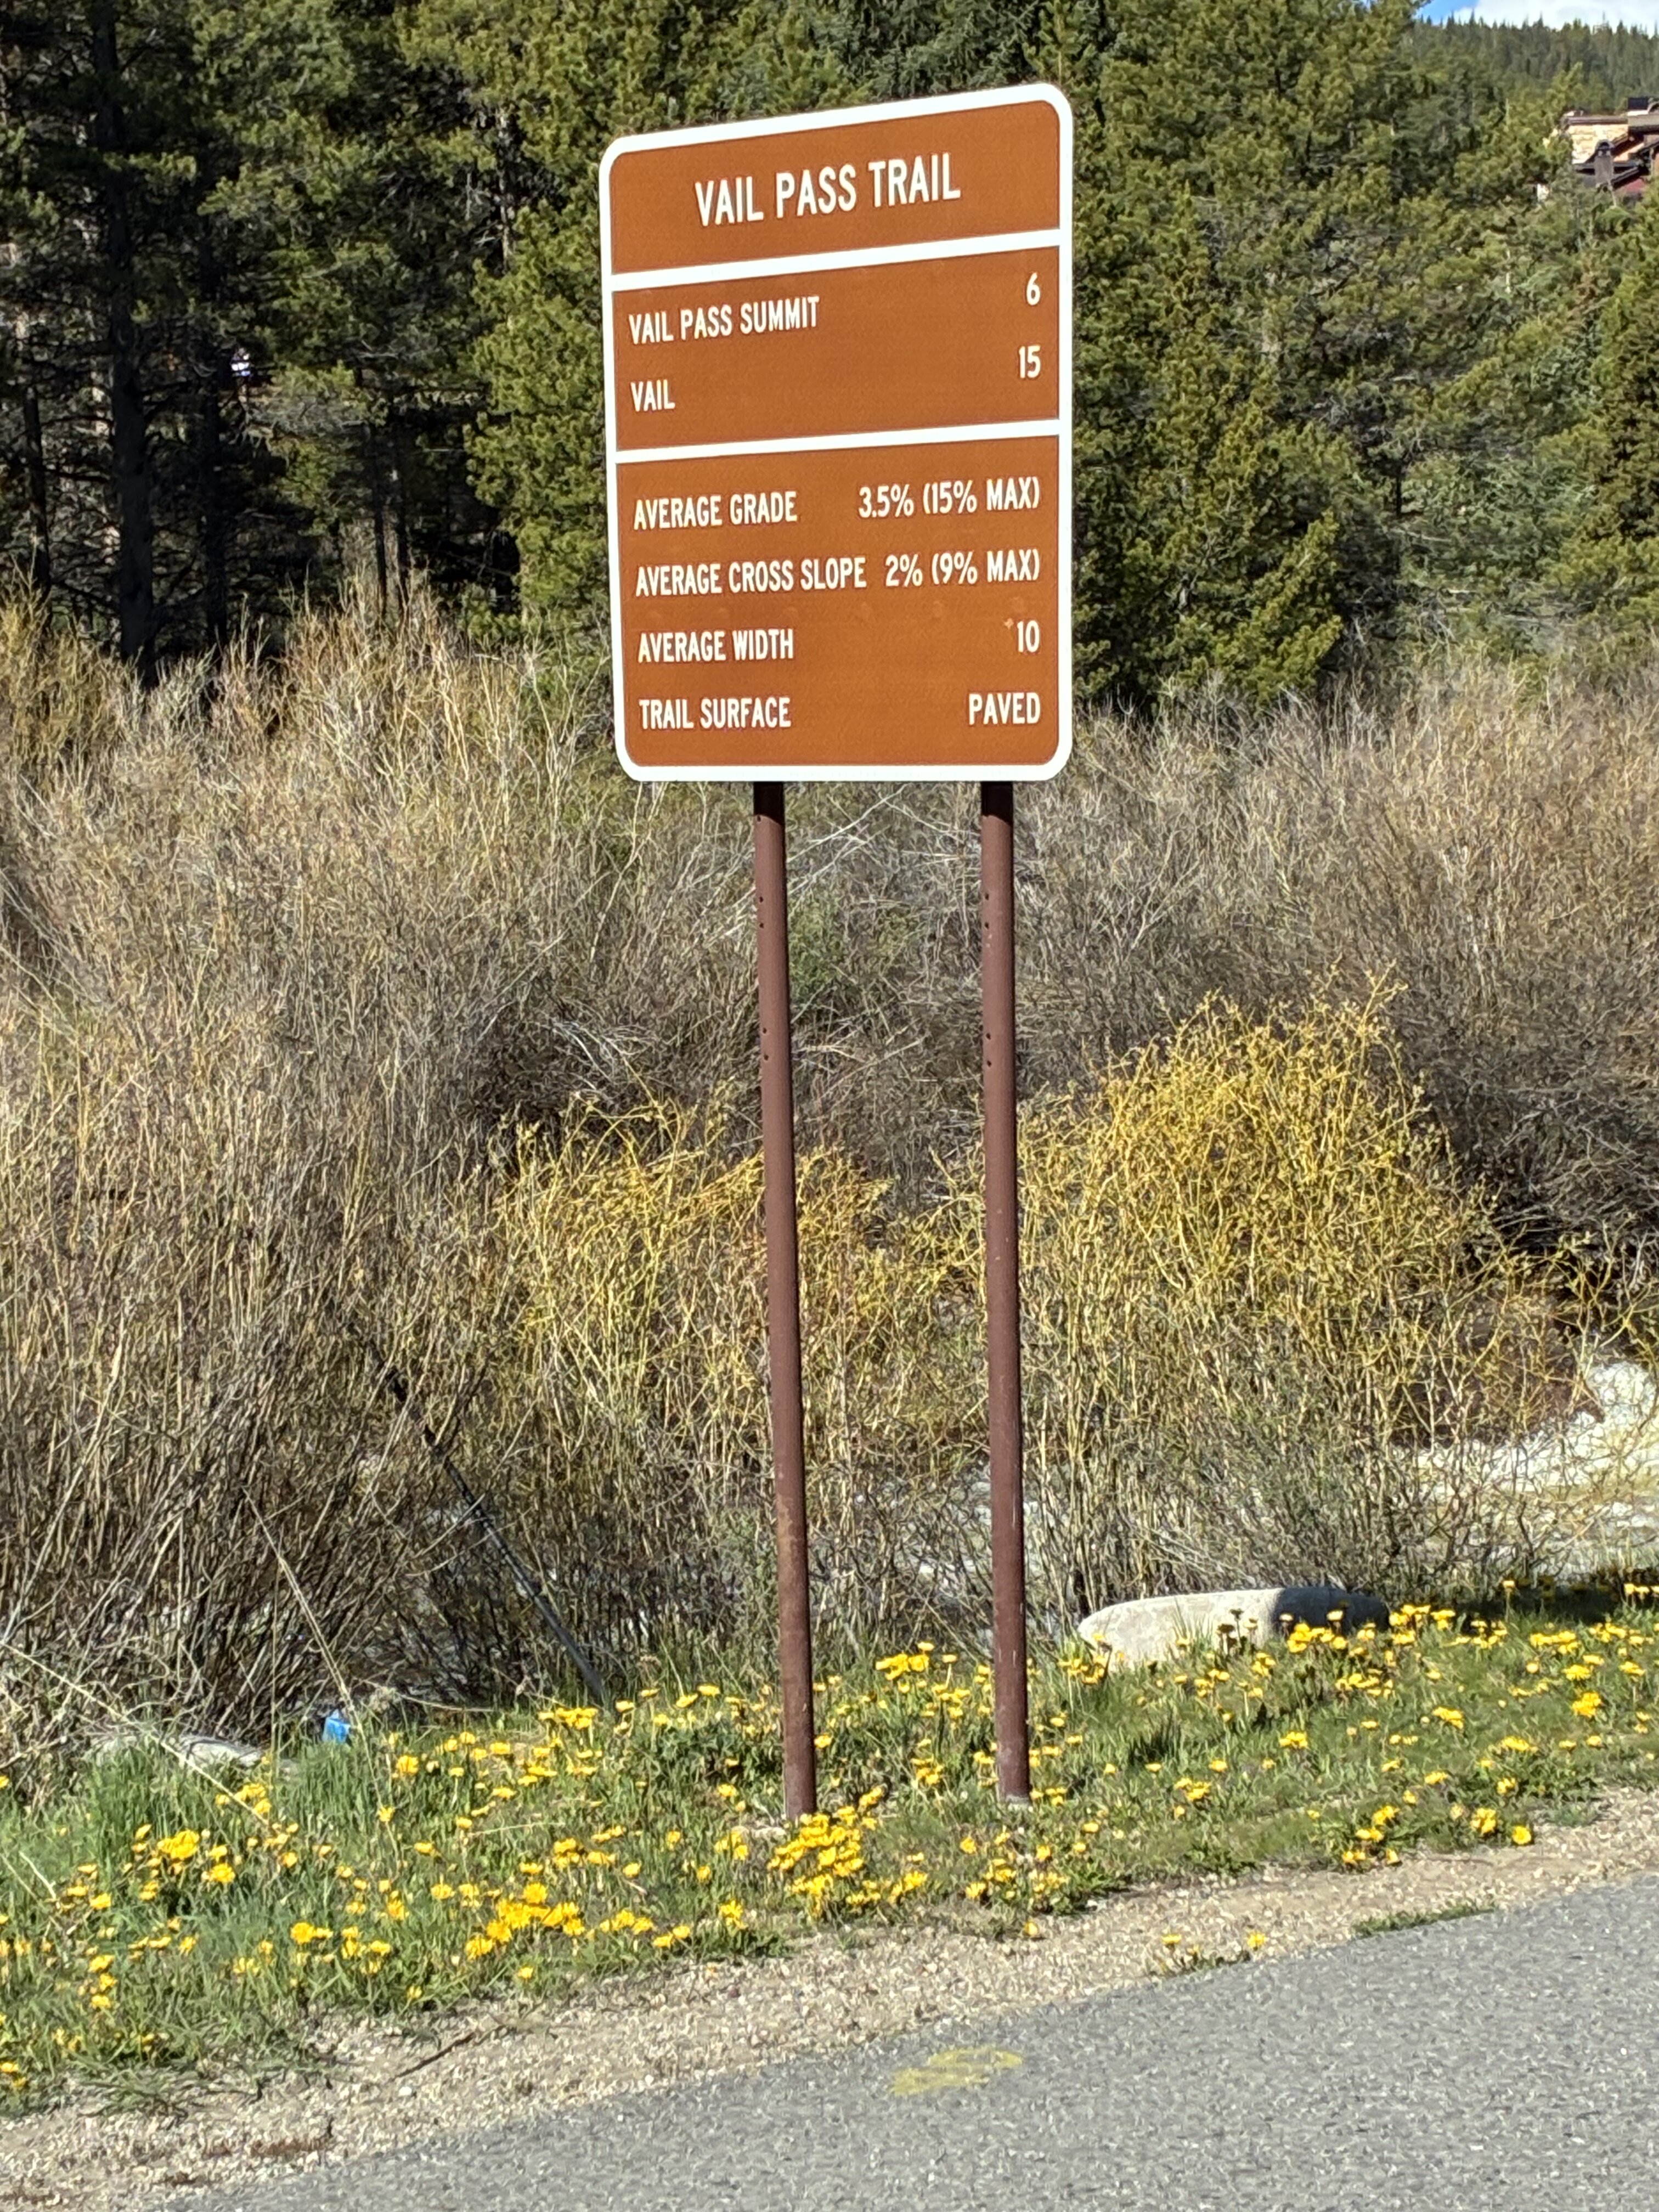 VAIL PASS TRAIL
VAIL PASS SUMMIT 6
VAIL 15
AVERAGE GRADE 3.5% (15% MAX)
AVERAGE CROSS SLOPE 2% (9% MAX)
AVERAGE WIDTH 10
TRAIL SURFACE PAVED